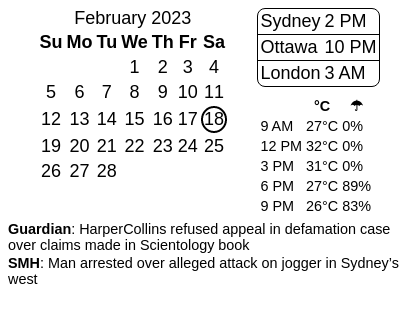 February 2023
Su Mo Tu We Th Fr Sa
1 2 3 4
5 6 7 8 9 10 11
12 13 14 15 16 17 18
19 20 21 22 23 24 25
26 27 28
Sydney 2 PM
Ottawa 10 PM
London 3 AM
°C ☂
9 AM 27°C 0%
12 PM 32°C 0%
3 PM 31°C 0%
6 PM 27°C 89%
9 PM 26°C 83%
Guardian: HarperCollins refused appeal in defamation case
over claims made in Scientology book
SMH: Man arrested over alleged attack on jogger in Sydney’s
west